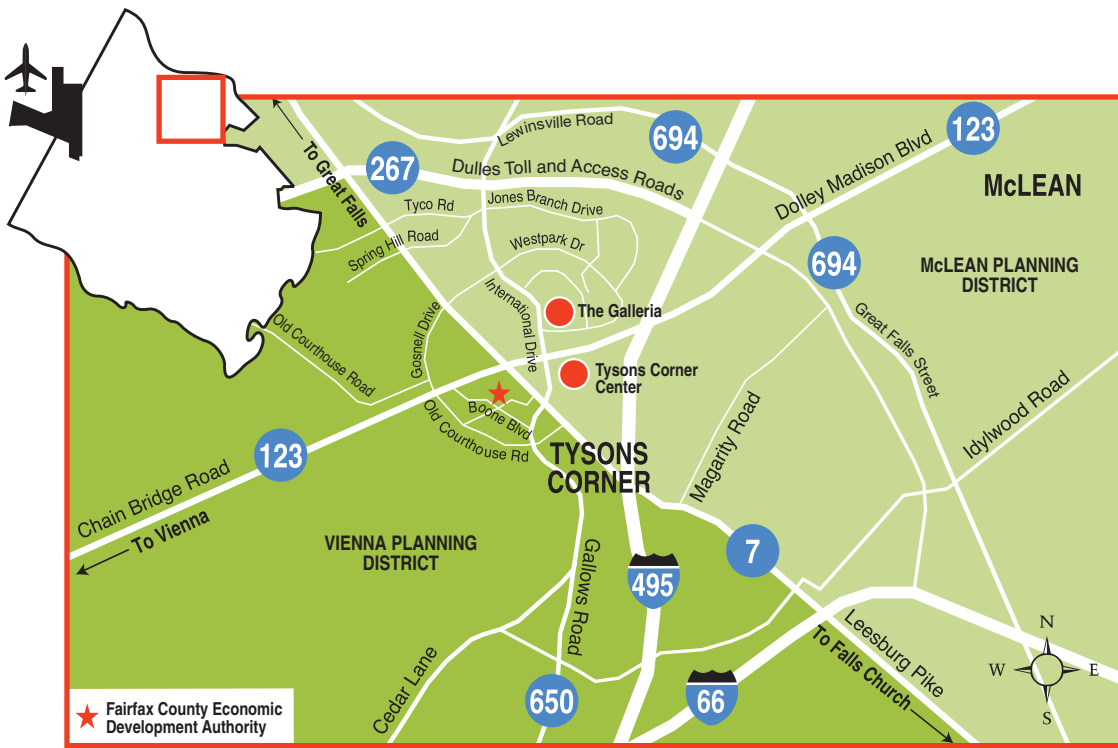 Lewinsville Road
694
123
To Great Falls
267
Dulles Toll and Access Roads
Dolley Madison Blvd
McLEAN
Tyco Rd
Jones Branch Drive
Spring Hill Road
Westpark Dr
694
McLEAN PLANNING
DISTRICT
International Drive
The Galleria
Gosnell Drive
Old Courthouse Road
Great Falls Street
Tysons Corner
Center
Boone Blvd
Old Courthouse Rd
Magarity Road
Idylwood Road
TYSONS
CORNER
123
Chain Bridge Road
To Vienna
VIENNA PLANNING
DISTRICT
Gallows Road
495
7
Leesburg Pike
To Falls Church
Cedar Lane
650
66
N
W
E
S
Fairfax County Economic
Development Authority